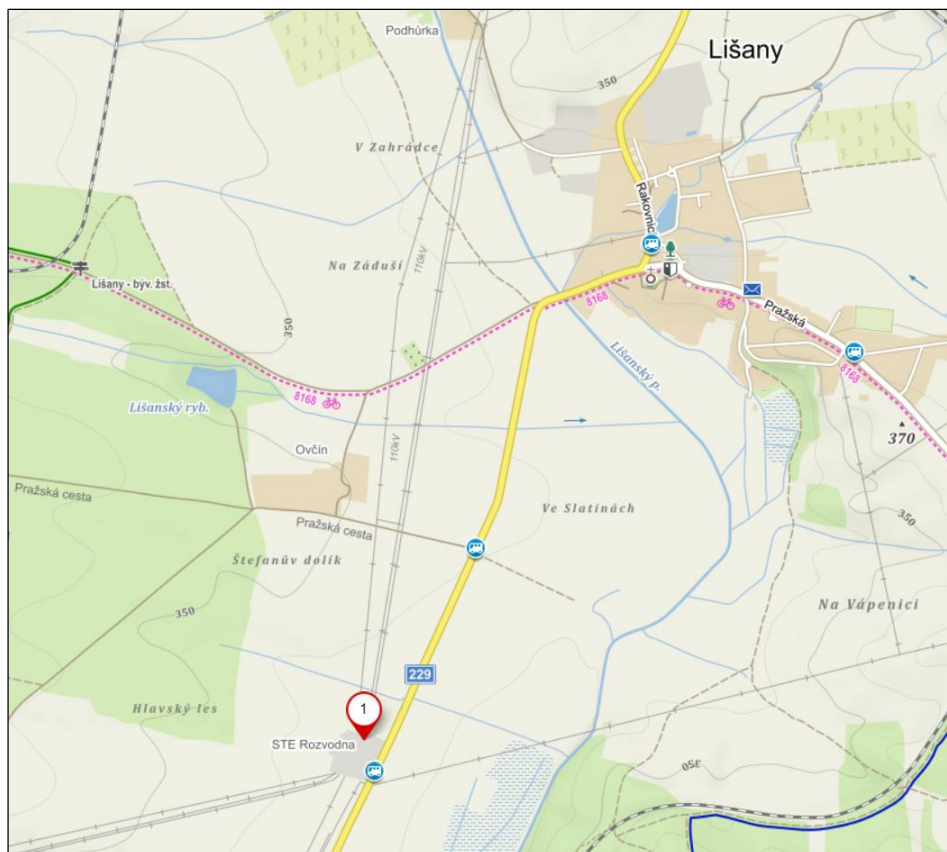 Podhůrka
Lišany
350
V Zahrádce
Rakovnic
110kV
Na Záduší
Lišany - býv. žst.
8168
Pražská
350
Lišanský p.
8168
Lišanský ryb.
8168
370
110kV
Ovčín
Pražská cesta
Ve Slatinách
350
Pražská cesta
Štefanův dolík
350
Na Vápenici
229
Hlavský les
1
STE Rozvodna
350